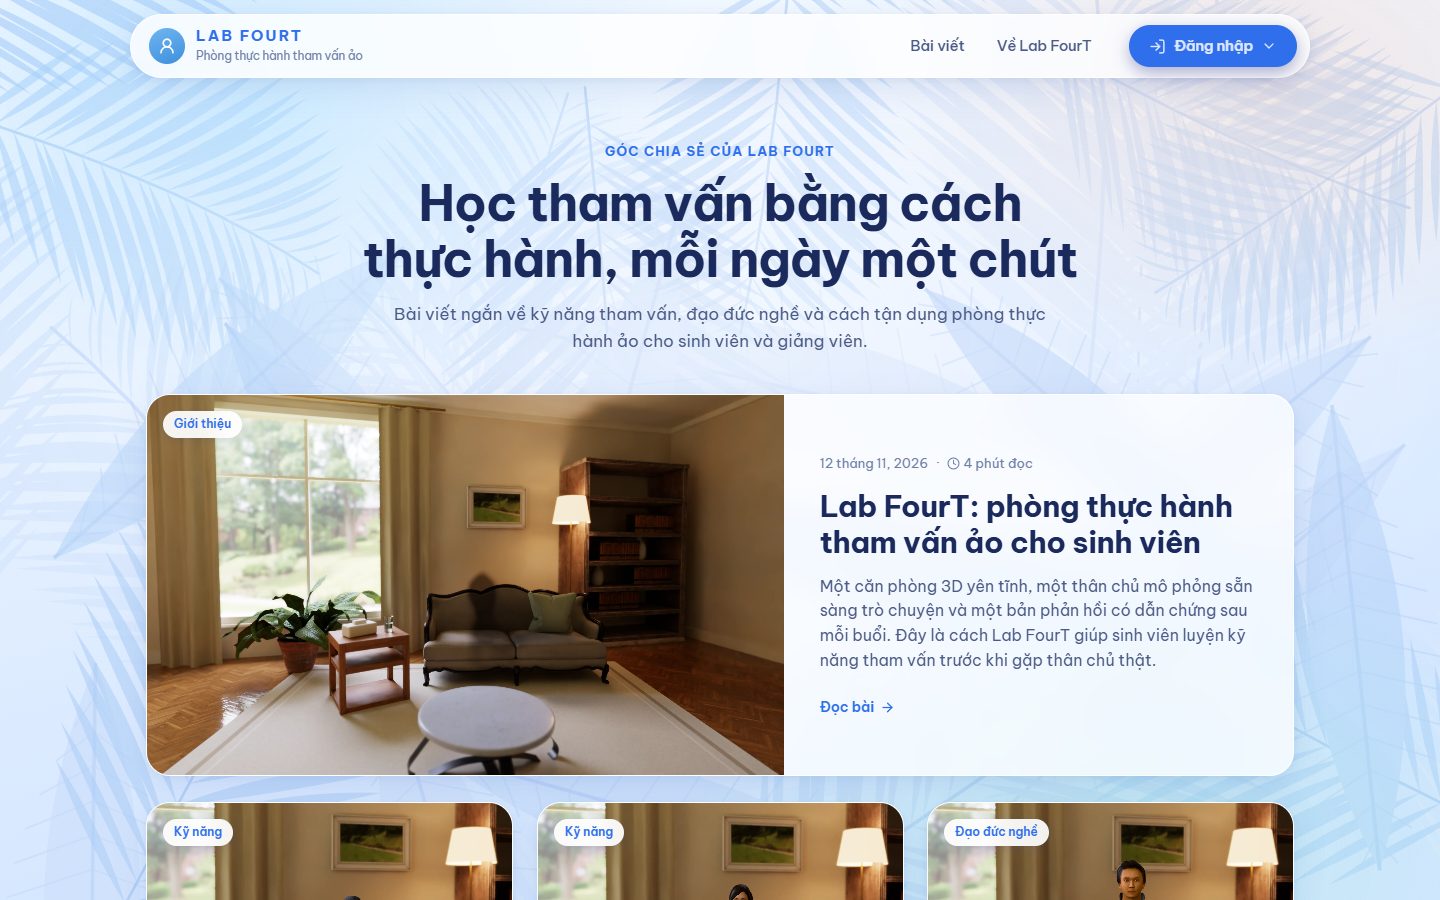 LAB FOURT
Phòng thực hành tham vấn ảo
Bài viết
Về Lab FourT
Đăng nhập
GÓC CHIA SẺ CỦA LAB FOURT
Học tham vấn bằng cách
thực hành, mỗi ngày một chút
Bài viết ngắn về kỹ năng tham vấn, đạo đức nghề và cách tận dụng phòng thực
hành ảo cho sinh viên và giảng viên.
Giới thiệu
12 tháng 11, 2026 · 4 phút đọc
Lab FourT: phòng thực hành
tham vấn ảo cho sinh viên
Một căn phòng 3D yên tĩnh, một thân chủ mô phỏng sẵn
sàng trò chuyện và một bản phản hồi có dẫn chứng sau
mỗi buổi. Đây là cách Lab FourT giúp sinh viên luyện kỹ
năng tham vấn trước khi gặp thân chủ thật.
Đọc bài
Kỹ năng
Kỹ năng
Đạo đức nghề